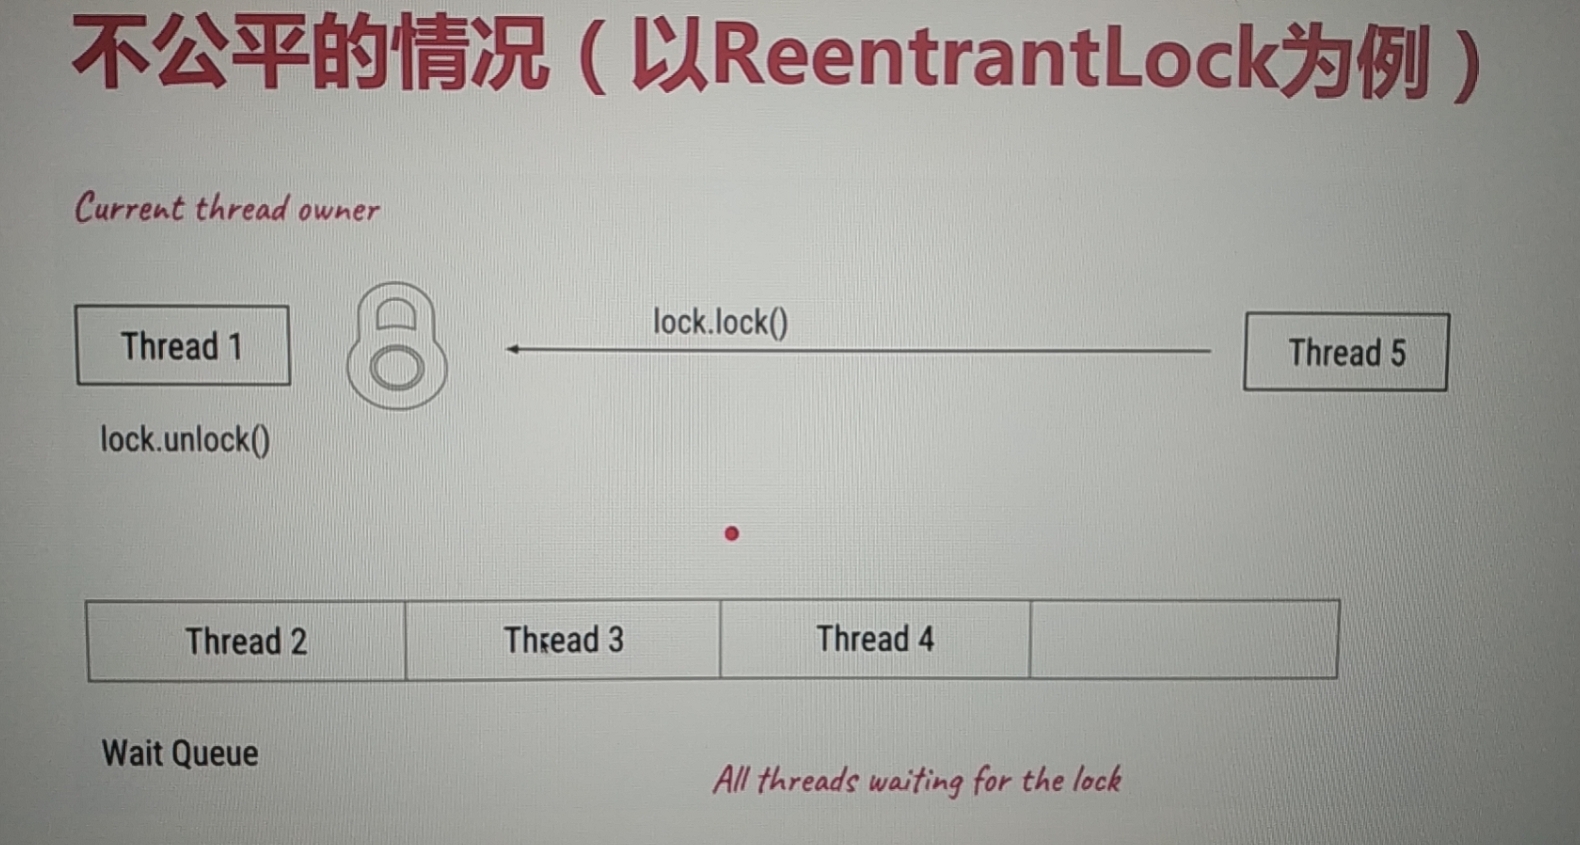 不公平的情况（以ReentrantLock为例）
Current thread owner
lock.lock()
Thread 1
Thread 5
lock.unlock()
Thread 2
Thread 3
Thread 4
Wait Queue
All threads waiting for the lock